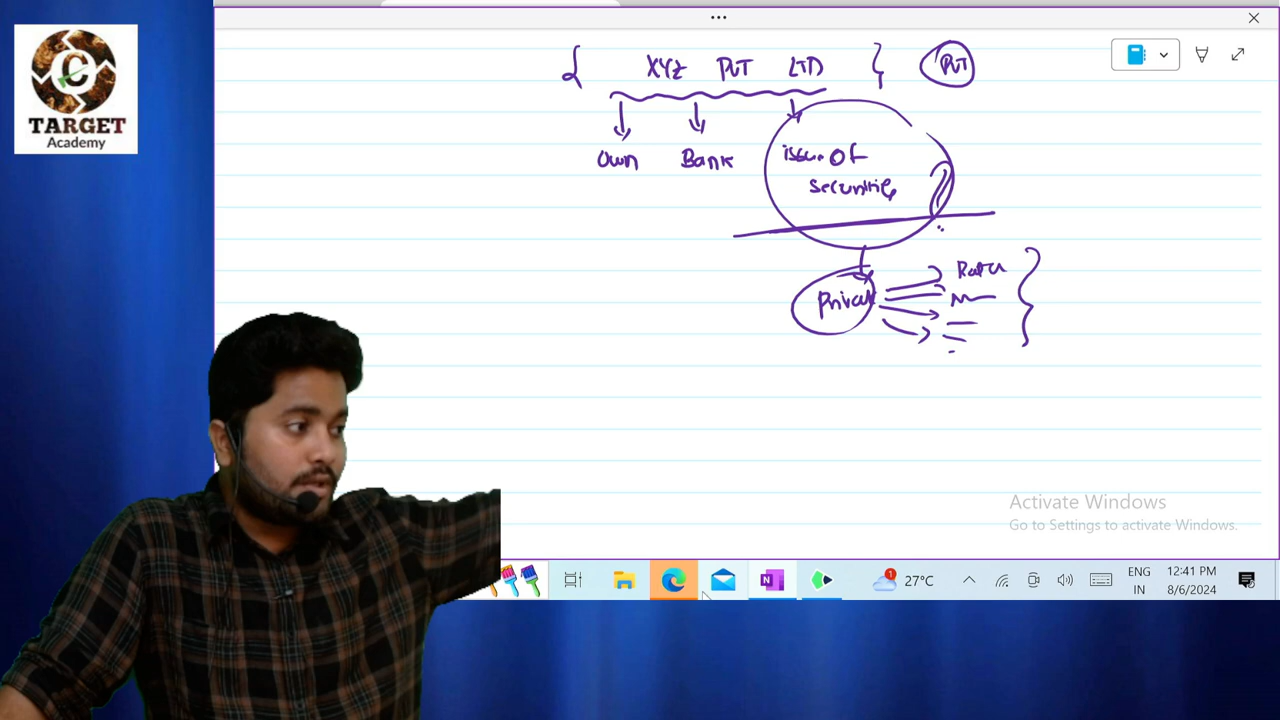 TARGET
Academy
XYZ PVT LTD PVT
Own Bank issue of
securities
Private
Activate Windows
Go to Settings to activate Windows.
1 27°C ENG 12:41 PM
IN 8/6/2024